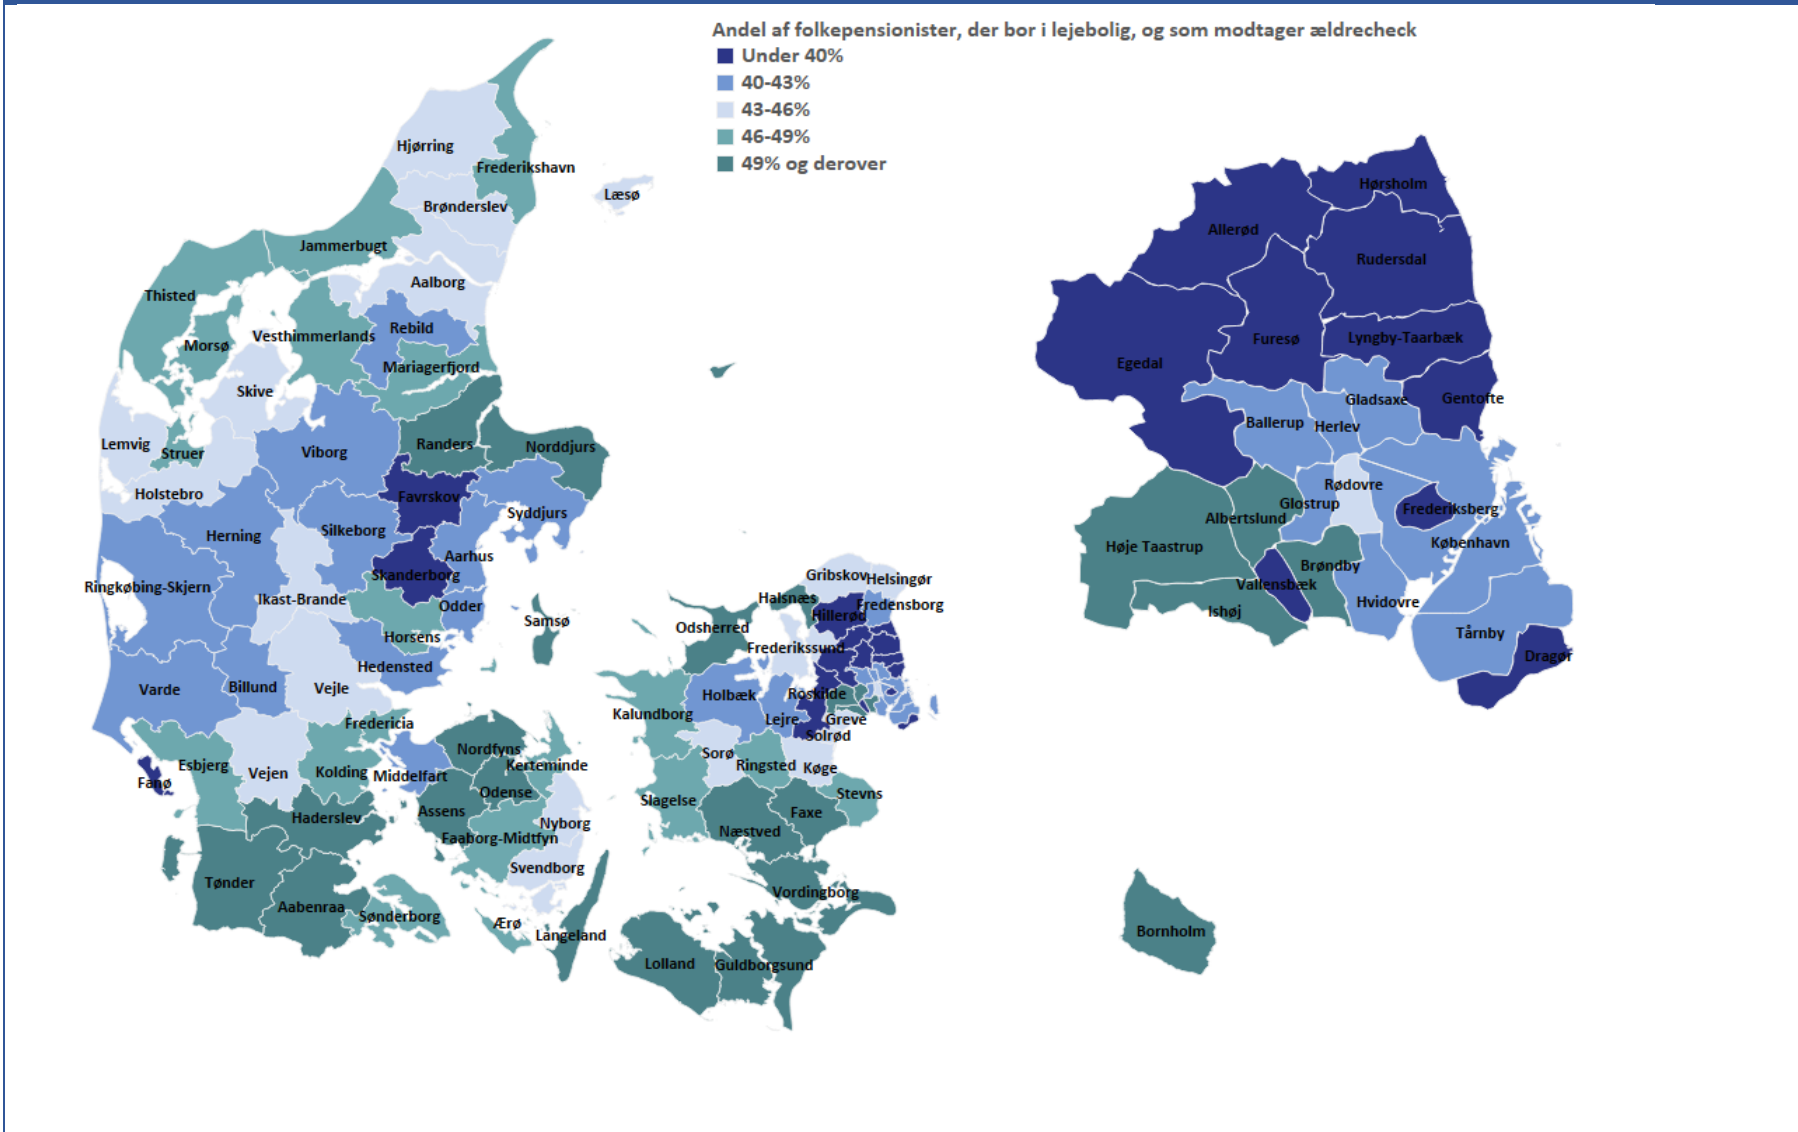 Andel af folkepensionister, der bor i lejebolig, og som modtager ældrecheck
Under 40%
40-43%
43-46%
46-49%
49% og derover
Hjørring
Frederikshavn
Læsø
Brønderslev
Jammerbugt
Aalborg
Thisted
Rebild
Vesthimmerlands
Morsø
Mariagerfjord
Skive
Lemvig
Struer
Viborg
Randers
Norddjurs
Holstebro
Favrskov
Syddjurs
Herning
Silkeborg
Aarhus
Skanderborg
Ringkøbing-Skjern
Ikast-Brande
Odder
Horsens
Samsø
Hedensted
Varde
Billund
Vejle
Fredericia
Esbjerg
Vejen
Kolding
Middelfart
Fanø
Nordfyns
Kerteminde
Odense
Assens
Haderslev
Nyborg
Faaborg-Midtfyn
Svendborg
Tønder
Aabenraa
Sønderborg
Ærø
Langeland
Gribskov
Helsingør
Halsnæs
Fredensborg
Hillerød
Odsherred
Frederikssund
Holbæk
Roskilde
Kalundborg
Lejre
Greve
Solrød
Sorø
Ringsted
Køge
Slagelse
Stevns
Faxe
Næstved
Vordingborg
Lolland
Guldborgsund
Hørsholm
Allerød
Rudersdal
Furesø
Lyngby-Taarbæk
Egedal
Gladsaxe
Gentofte
Ballerup
Herlev
Rødovre
Glostrup
Frederiksberg
Albertslund
Høje Taastrup
København
Brøndby
Vallensbæk
Ishøj
Hvidovre
Tårnby
Dragør
Bornholm